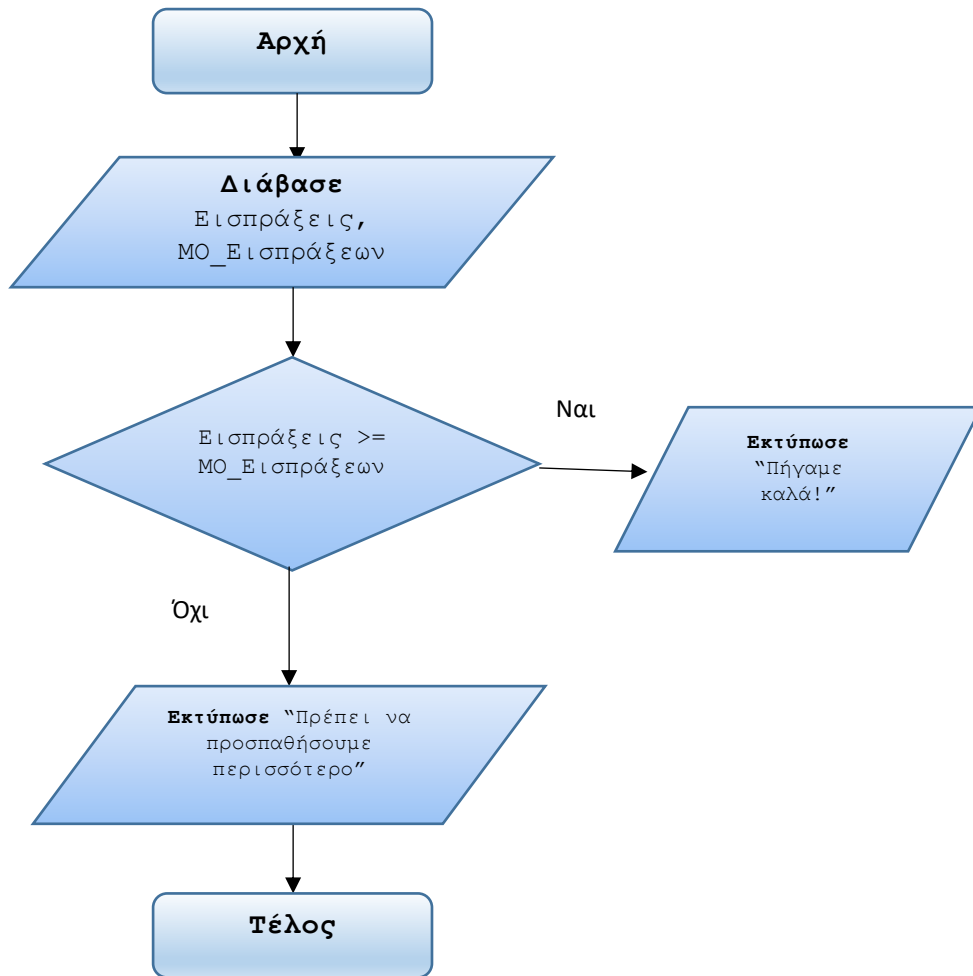 Αρχή
Διάβασε
Εισπράξεις,
ΜΟ_Εισπράξεων
Εισπράξεις >=
ΜΟ_Εισπράξεων
Ναι
Εκτύπωσε
“Πήγαμε
καλά!”
Όχι
Εκτύπωσε “Πρέπει να
προσπαθήσουμε
περισσότερο”
Τέλος